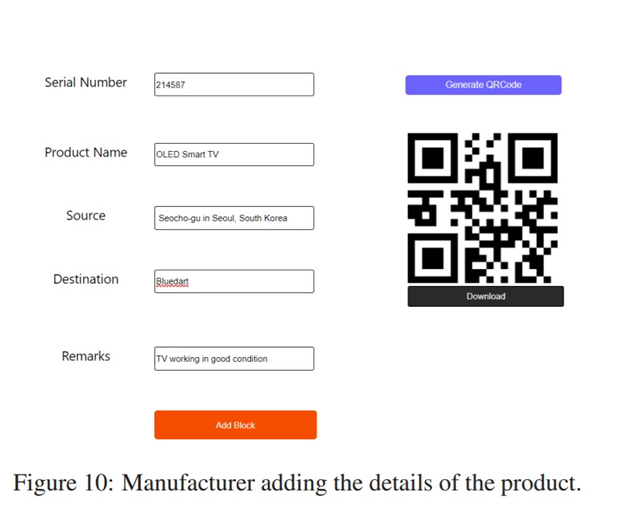 Serial Number
214587
Generate QRCode
Product Name
OLED Smart TV
Source
Seocho-gu in Seoul, South Korea
Destination
Bluedart
Download
Remarks
TV working in good condition
Add Block
Figure 10: Manufacturer adding the details of the product.